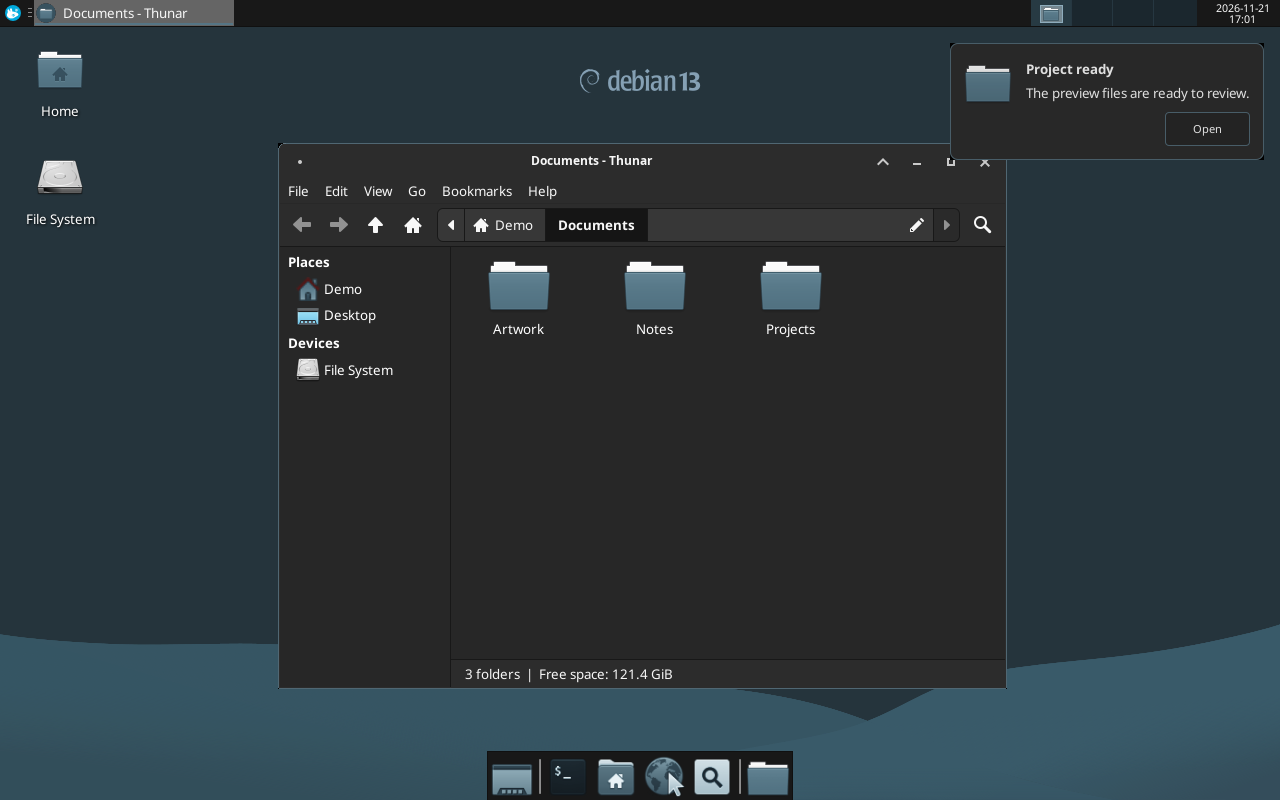 Documents - Thunar
2026-11-21
17:01
Home
File System
debian 13
Project ready
The preview files are ready to review.
Open
Documents - Thunar
File Edit View Go Bookmarks Help
Demo Documents
Places
Demo
Desktop
Devices
File System
Artwork Notes Projects
3 folders | Free space: 121.4 GiB
$_